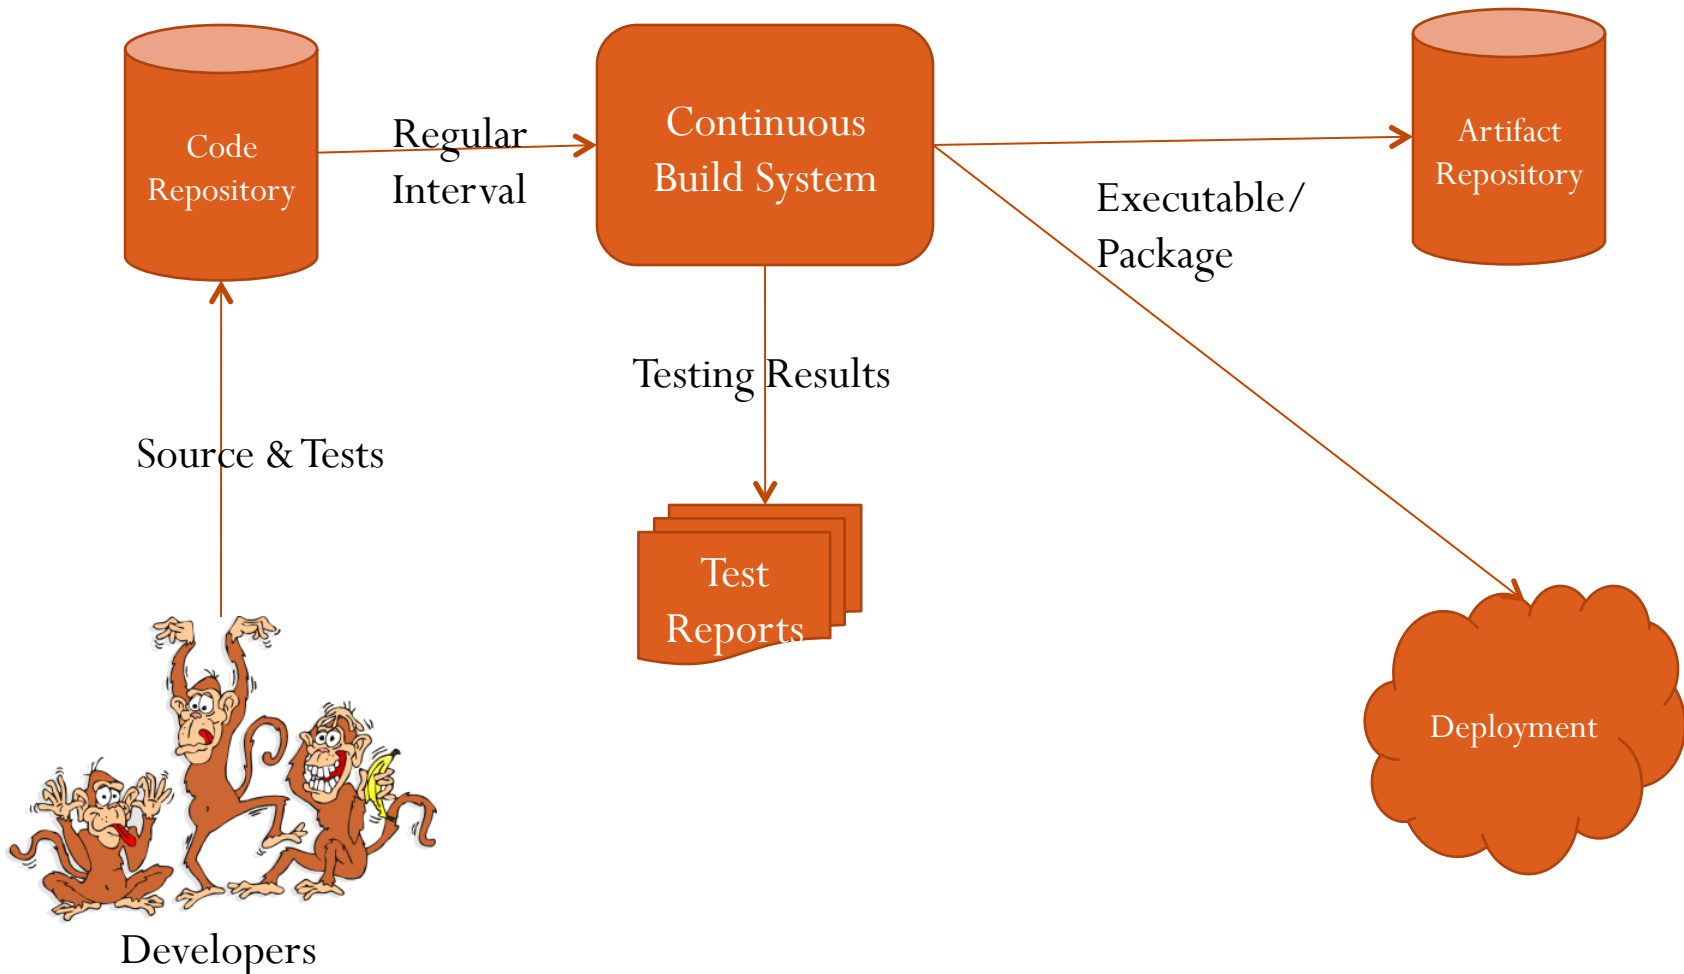 Code
Repository
Regular
Interval
Continuous
Build System
Executable/
Package
Artifact
Repository
Testing Results
Source & Tests
Test
Reports
Deployment
Developers